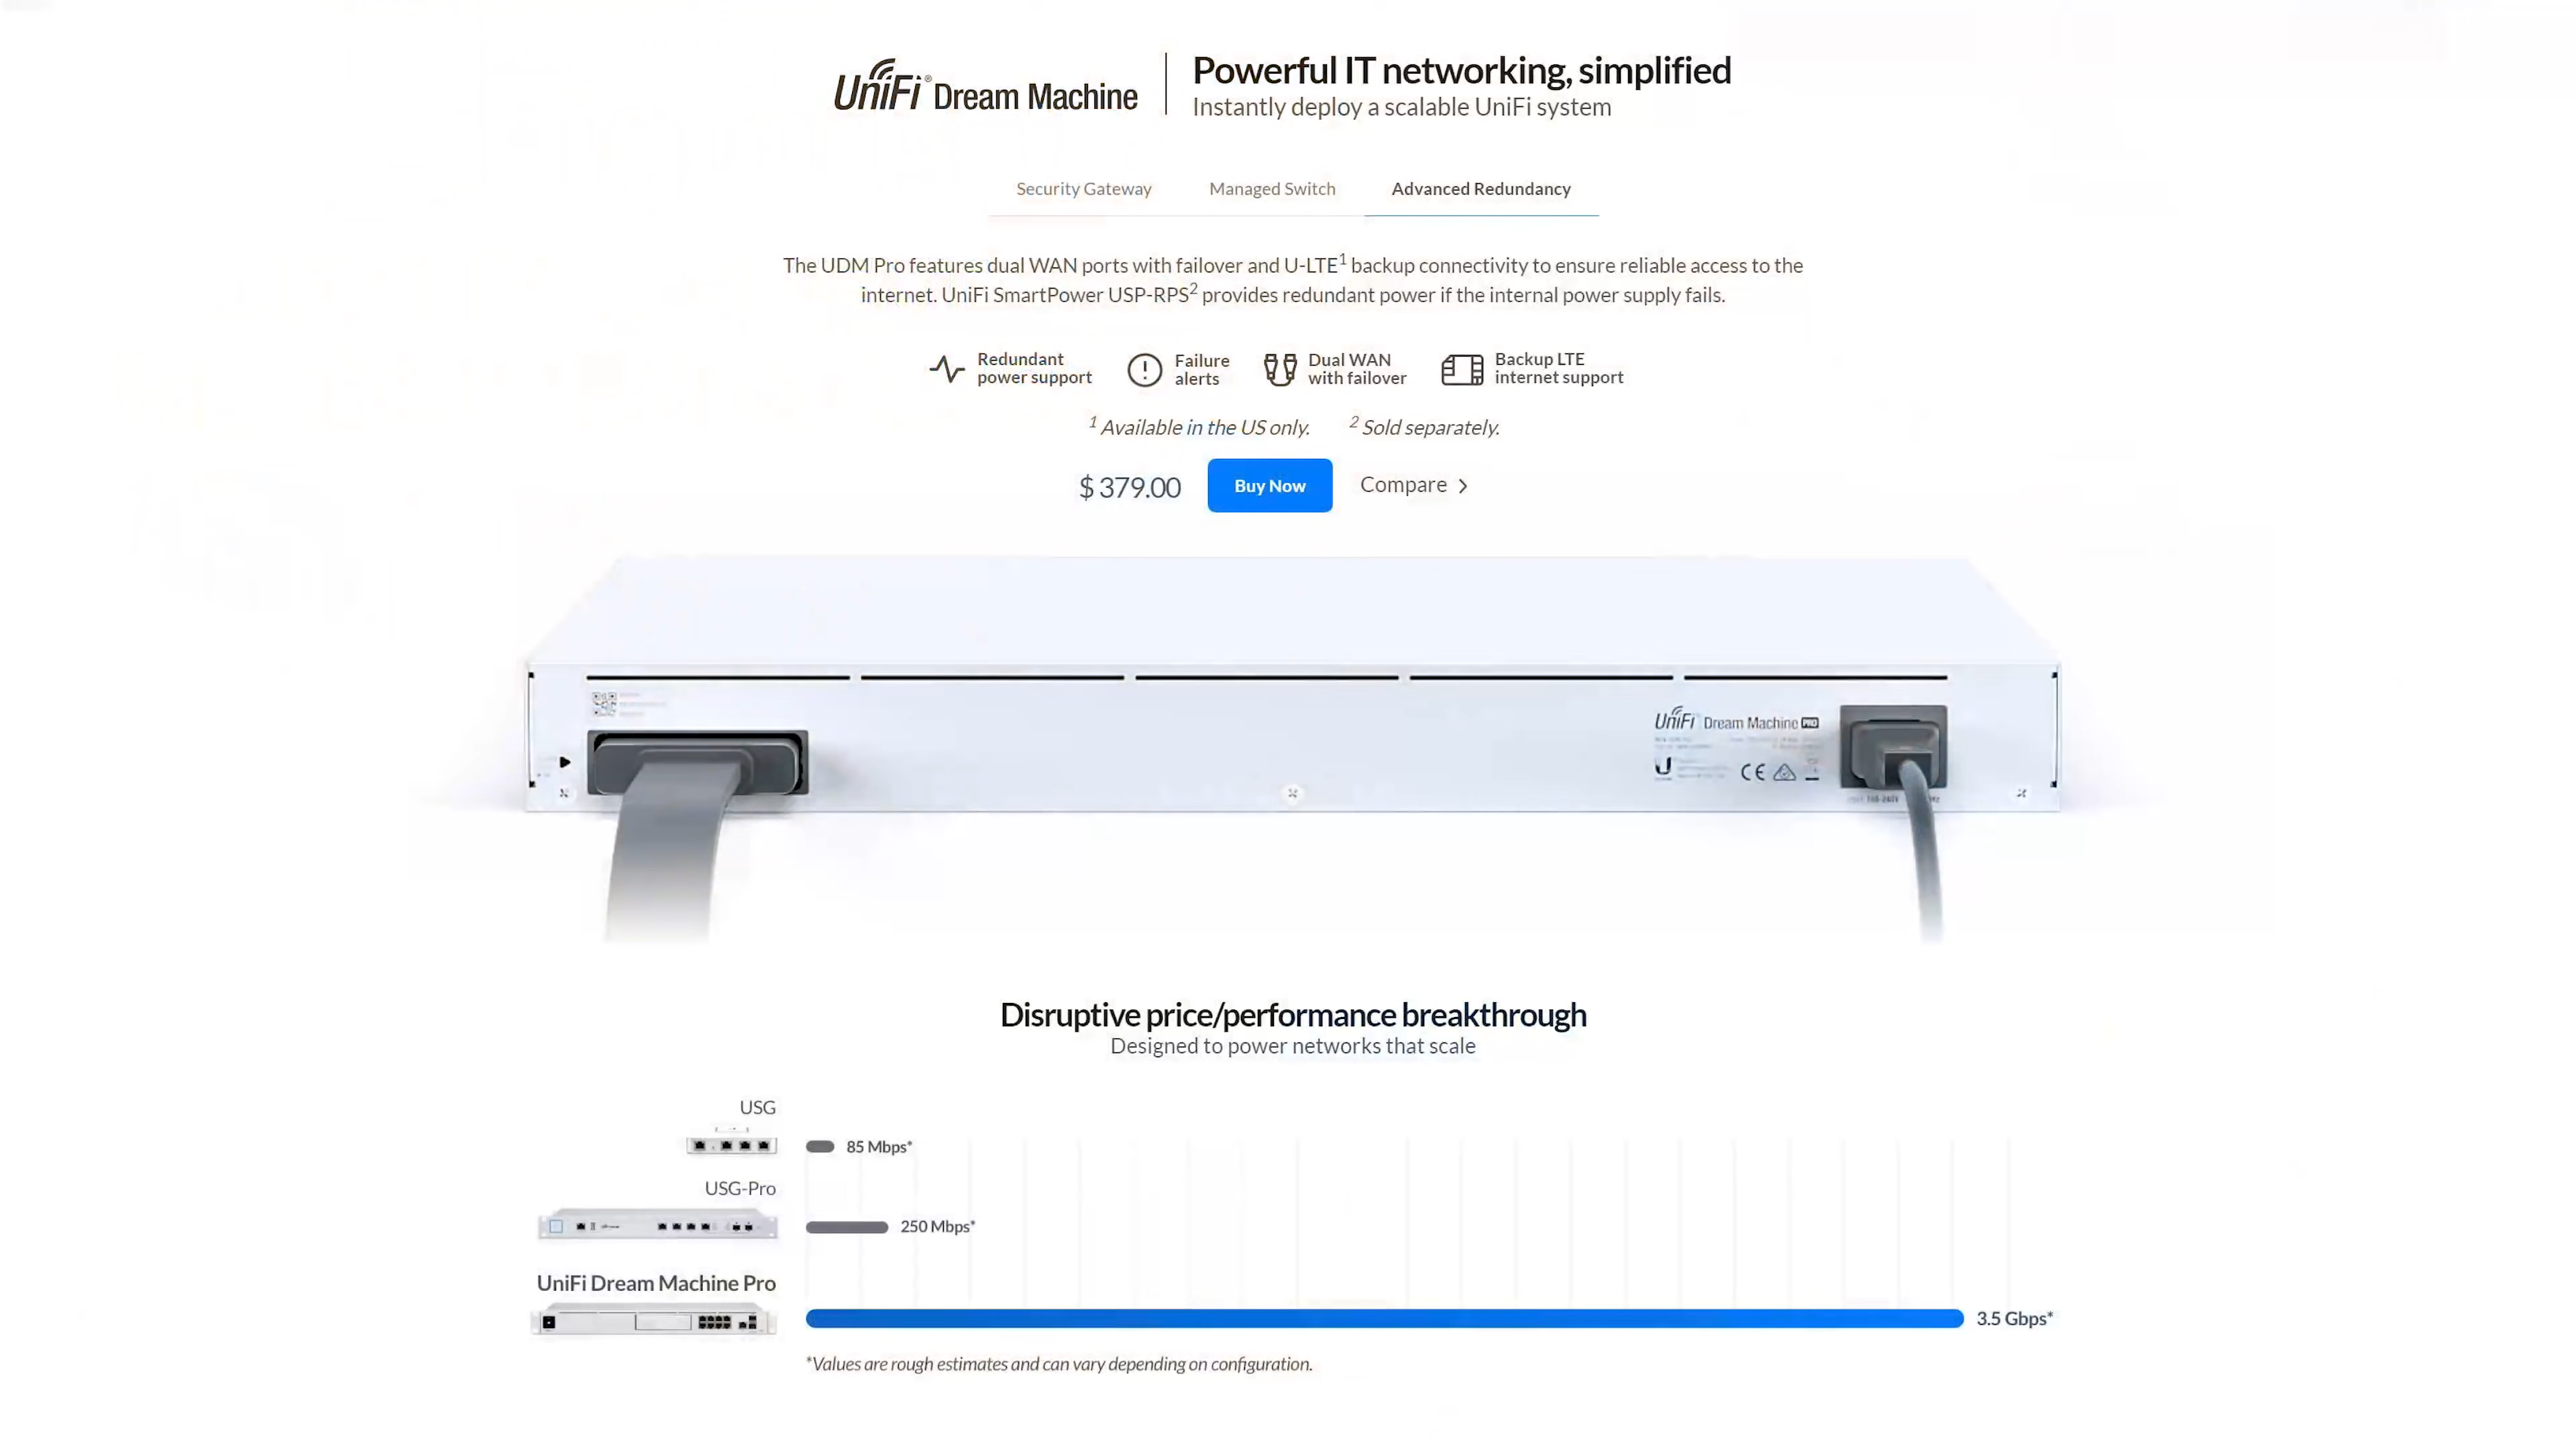 UniFi® Dream Machine
Powerful IT networking, simplified
Instantly deploy a scalable UniFi system
Security Gateway
Managed Switch
Advanced Redundancy
The UDM Pro features dual WAN ports with failover and U-LTE¹ backup connectivity to ensure reliable access to the
internet. UniFi SmartPower USP-RPS² provides redundant power if the internal power supply fails.
Redundant
power support
Failure
alerts
Dual WAN
with failover
Backup LTE
internet support
¹ Available in the US only.
² Sold separately.
$ 379.00
Buy Now
Compare
UniFi Dream Machine PRO
CE
Disruptive price/performance breakthrough
Designed to power networks that scale
USG
85 Mbps*
USG-Pro
250 Mbps*
UniFi Dream Machine Pro
3.5 Gbps*
*Values are rough estimates and can vary depending on configuration.